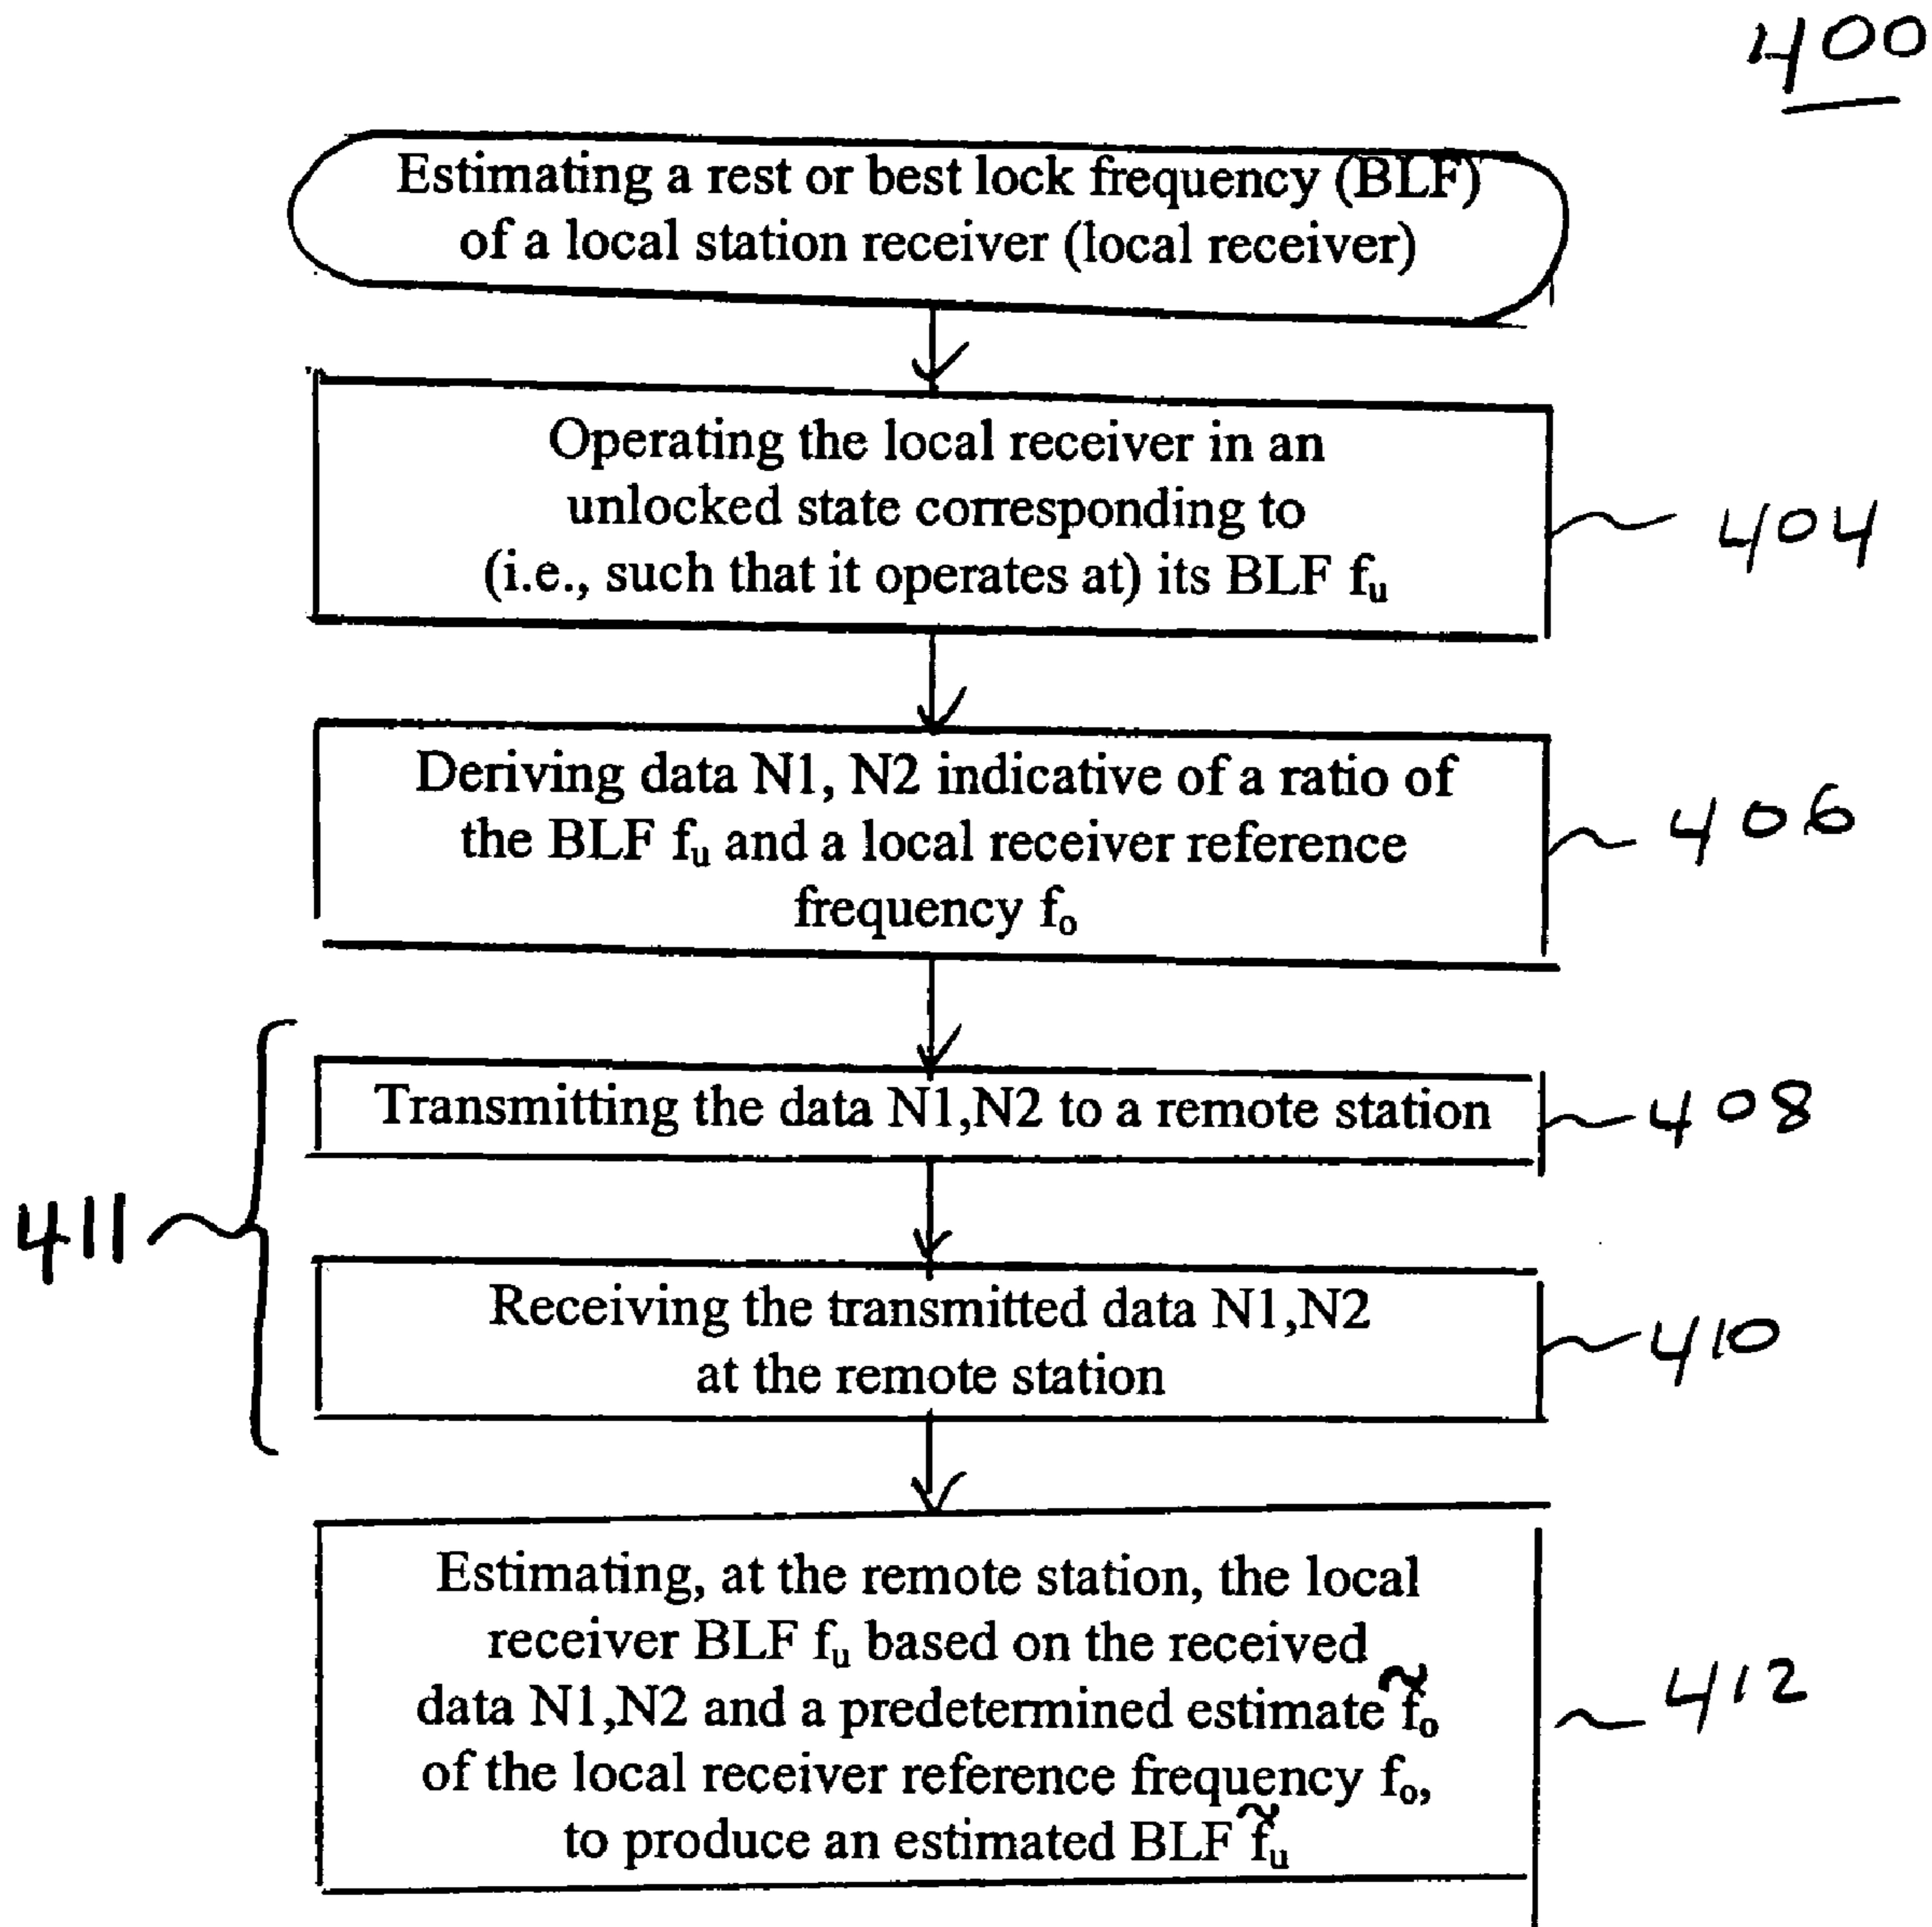 400
Estimating a rest or best lock frequency (BLF)
of a local station receiver (local receiver)
Operating the local receiver in an
unlocked state corresponding to
(i.e., such that it operates at) its BLF fᵤ
404
Deriving data N1, N2 indicative of a ratio of
the BLF fᵤ and a local receiver reference
frequency fₒ
406
Transmitting the data N1,N2 to a remote station
408
411
Receiving the transmitted data N1,N2
at the remote station
410
Estimating, at the remote station, the local
receiver BLF fᵤ based on the received
data N1,N2 and a predetermined estimate f̃ₒ
of the local receiver reference frequency fₒ,
to produce an estimated BLF f̃ᵤ
412